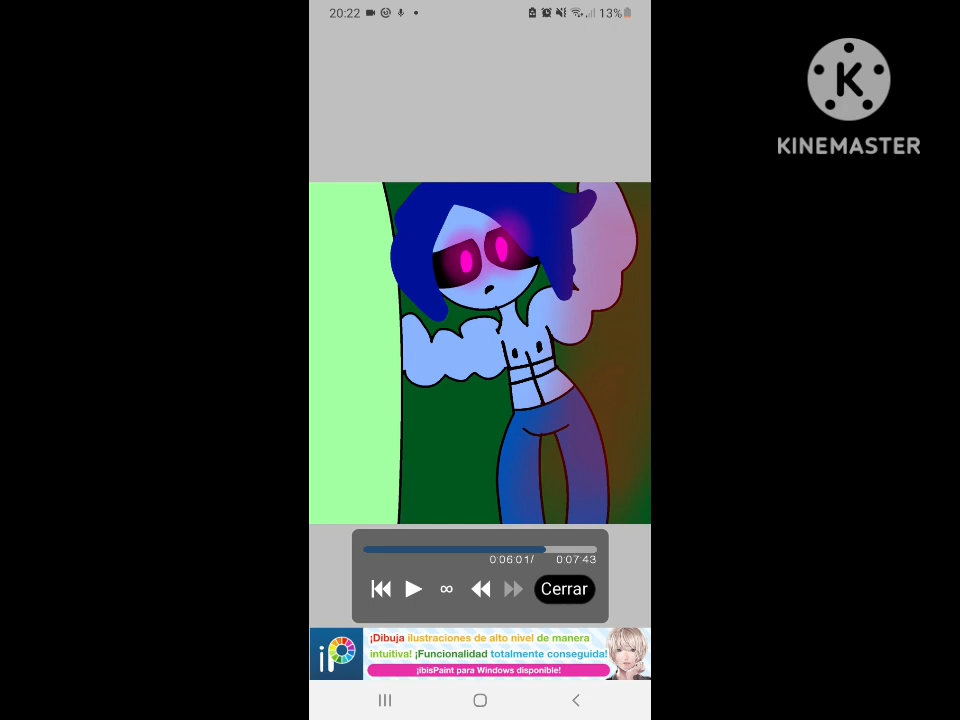 20:22
13%
K
KINEMASTER
0:06:01/ 0:07:43
∞
Cerrar
iP
¡Dibuja ilustraciones de alto nivel de manera
intuitiva! ¡Funcionalidad totalmente conseguida!
¡ibisPaint para Windows disponible!